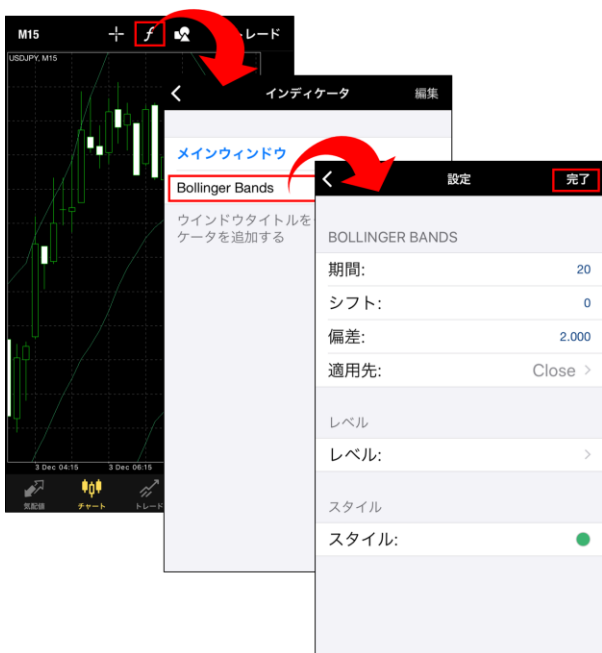 M15
f
トレード
USDJPY, M15
インディケータ
編集
メインウィンドウ
Bollinger Bands
ウインドウタイトルを
ケータを追加する
設定
完了
BOLLINGER BANDS
期間:
20
シフト:
0
偏差:
2.000
適用先:
Close
レベル
レベル:
スタイル
スタイル:
3 Dec 04:15
3 Dec 06:15
気配値
チャート
トレード